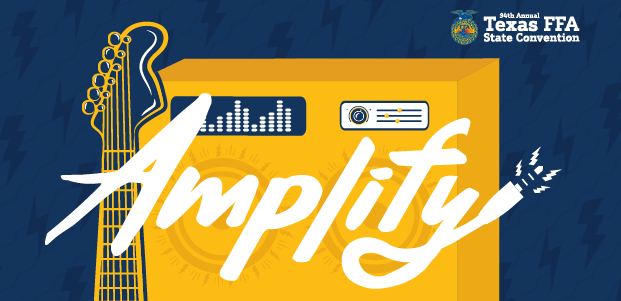 94th Annual
Texas FFA
State Convention
Amplify